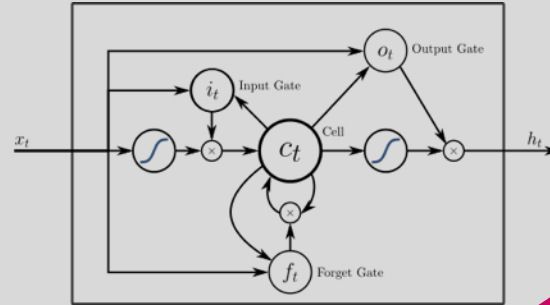 o_t Output Gate
i_t Input Gate
x_t
Cell
c_t
h_t
×
×
×
f_t Forget Gate